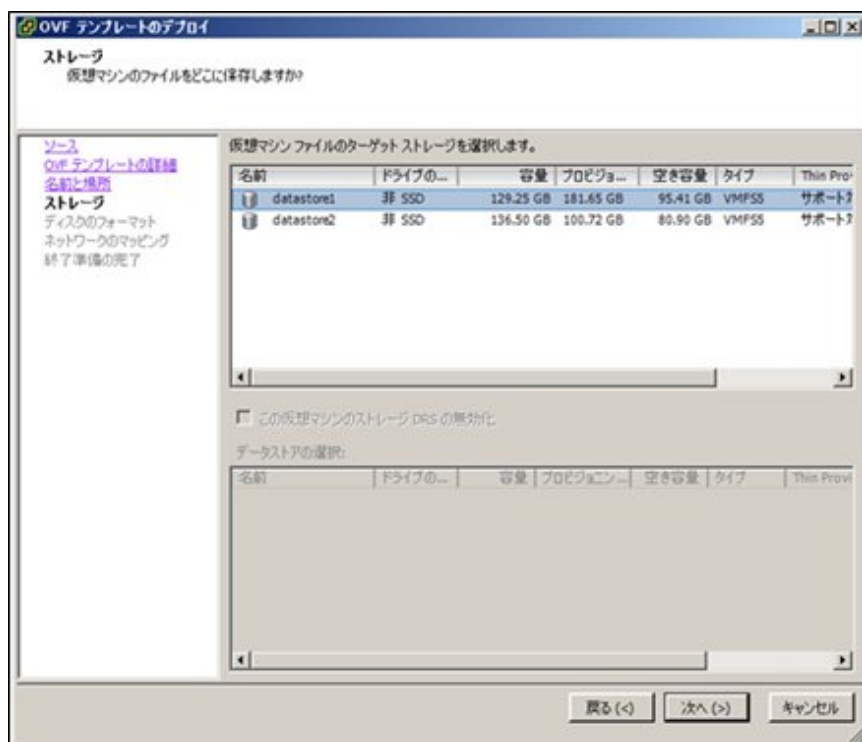 OVF テンプレートのデプロイ
ストレージ
仮想マシンのファイルをどこに保存しますか?
ソース
OVF テンプレートの詳細
名前と場所
ストレージ
ディスクのフォーマット
ネットワークのマッピング
終了準備の完了
仮想マシン ファイルのターゲット ストレージを選択します。
名前 ドライブの... 容量 プロビジョ... 空き容量 タイプ Thin Prov
datastore1 非 SSD 129.25 GB 181.65 GB 95.41 GB VMFS5 サポートさ
datastore2 非 SSD 136.50 GB 100.72 GB 80.90 GB VMFS5 サポートさ
この仮想マシンのストレージ DRS の無効化
データストアの選択:
名前 ドライブの... 容量 プロビジョニン... 空き容量 タイプ Thin Provi
戻る (<) 次へ (>) キャンセル